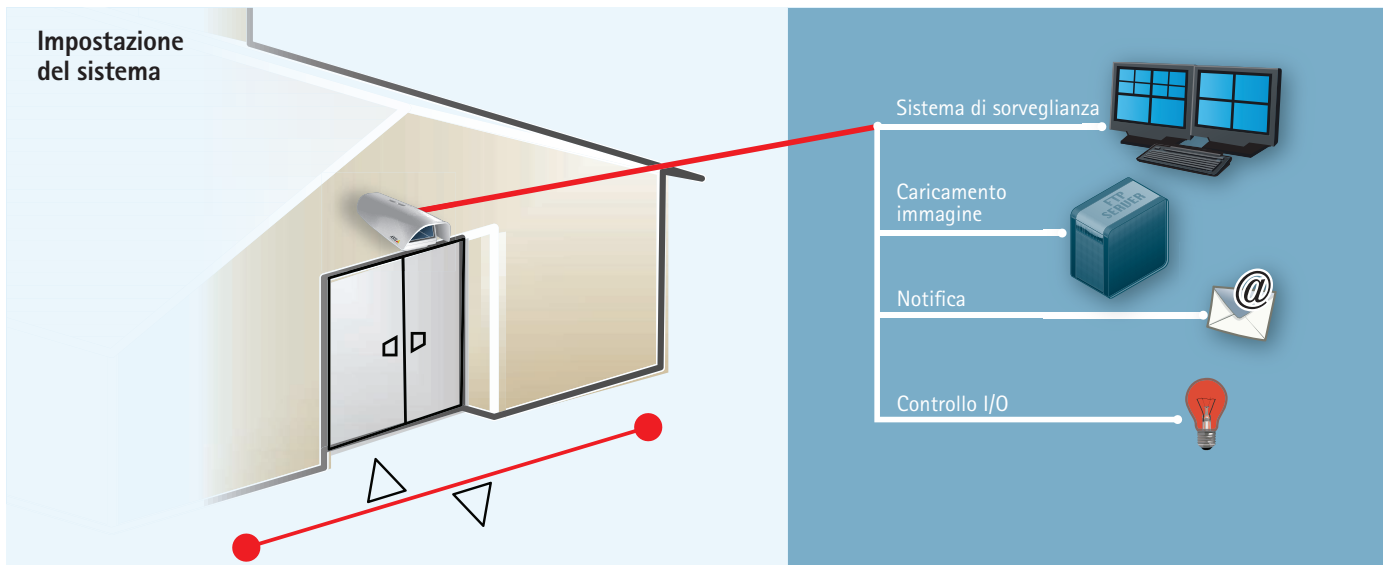 Impostazione
del sistema
Sistema di sorveglianza
Caricamento
immagine
FTP
SERVER
Notifica
@
Controllo I/O